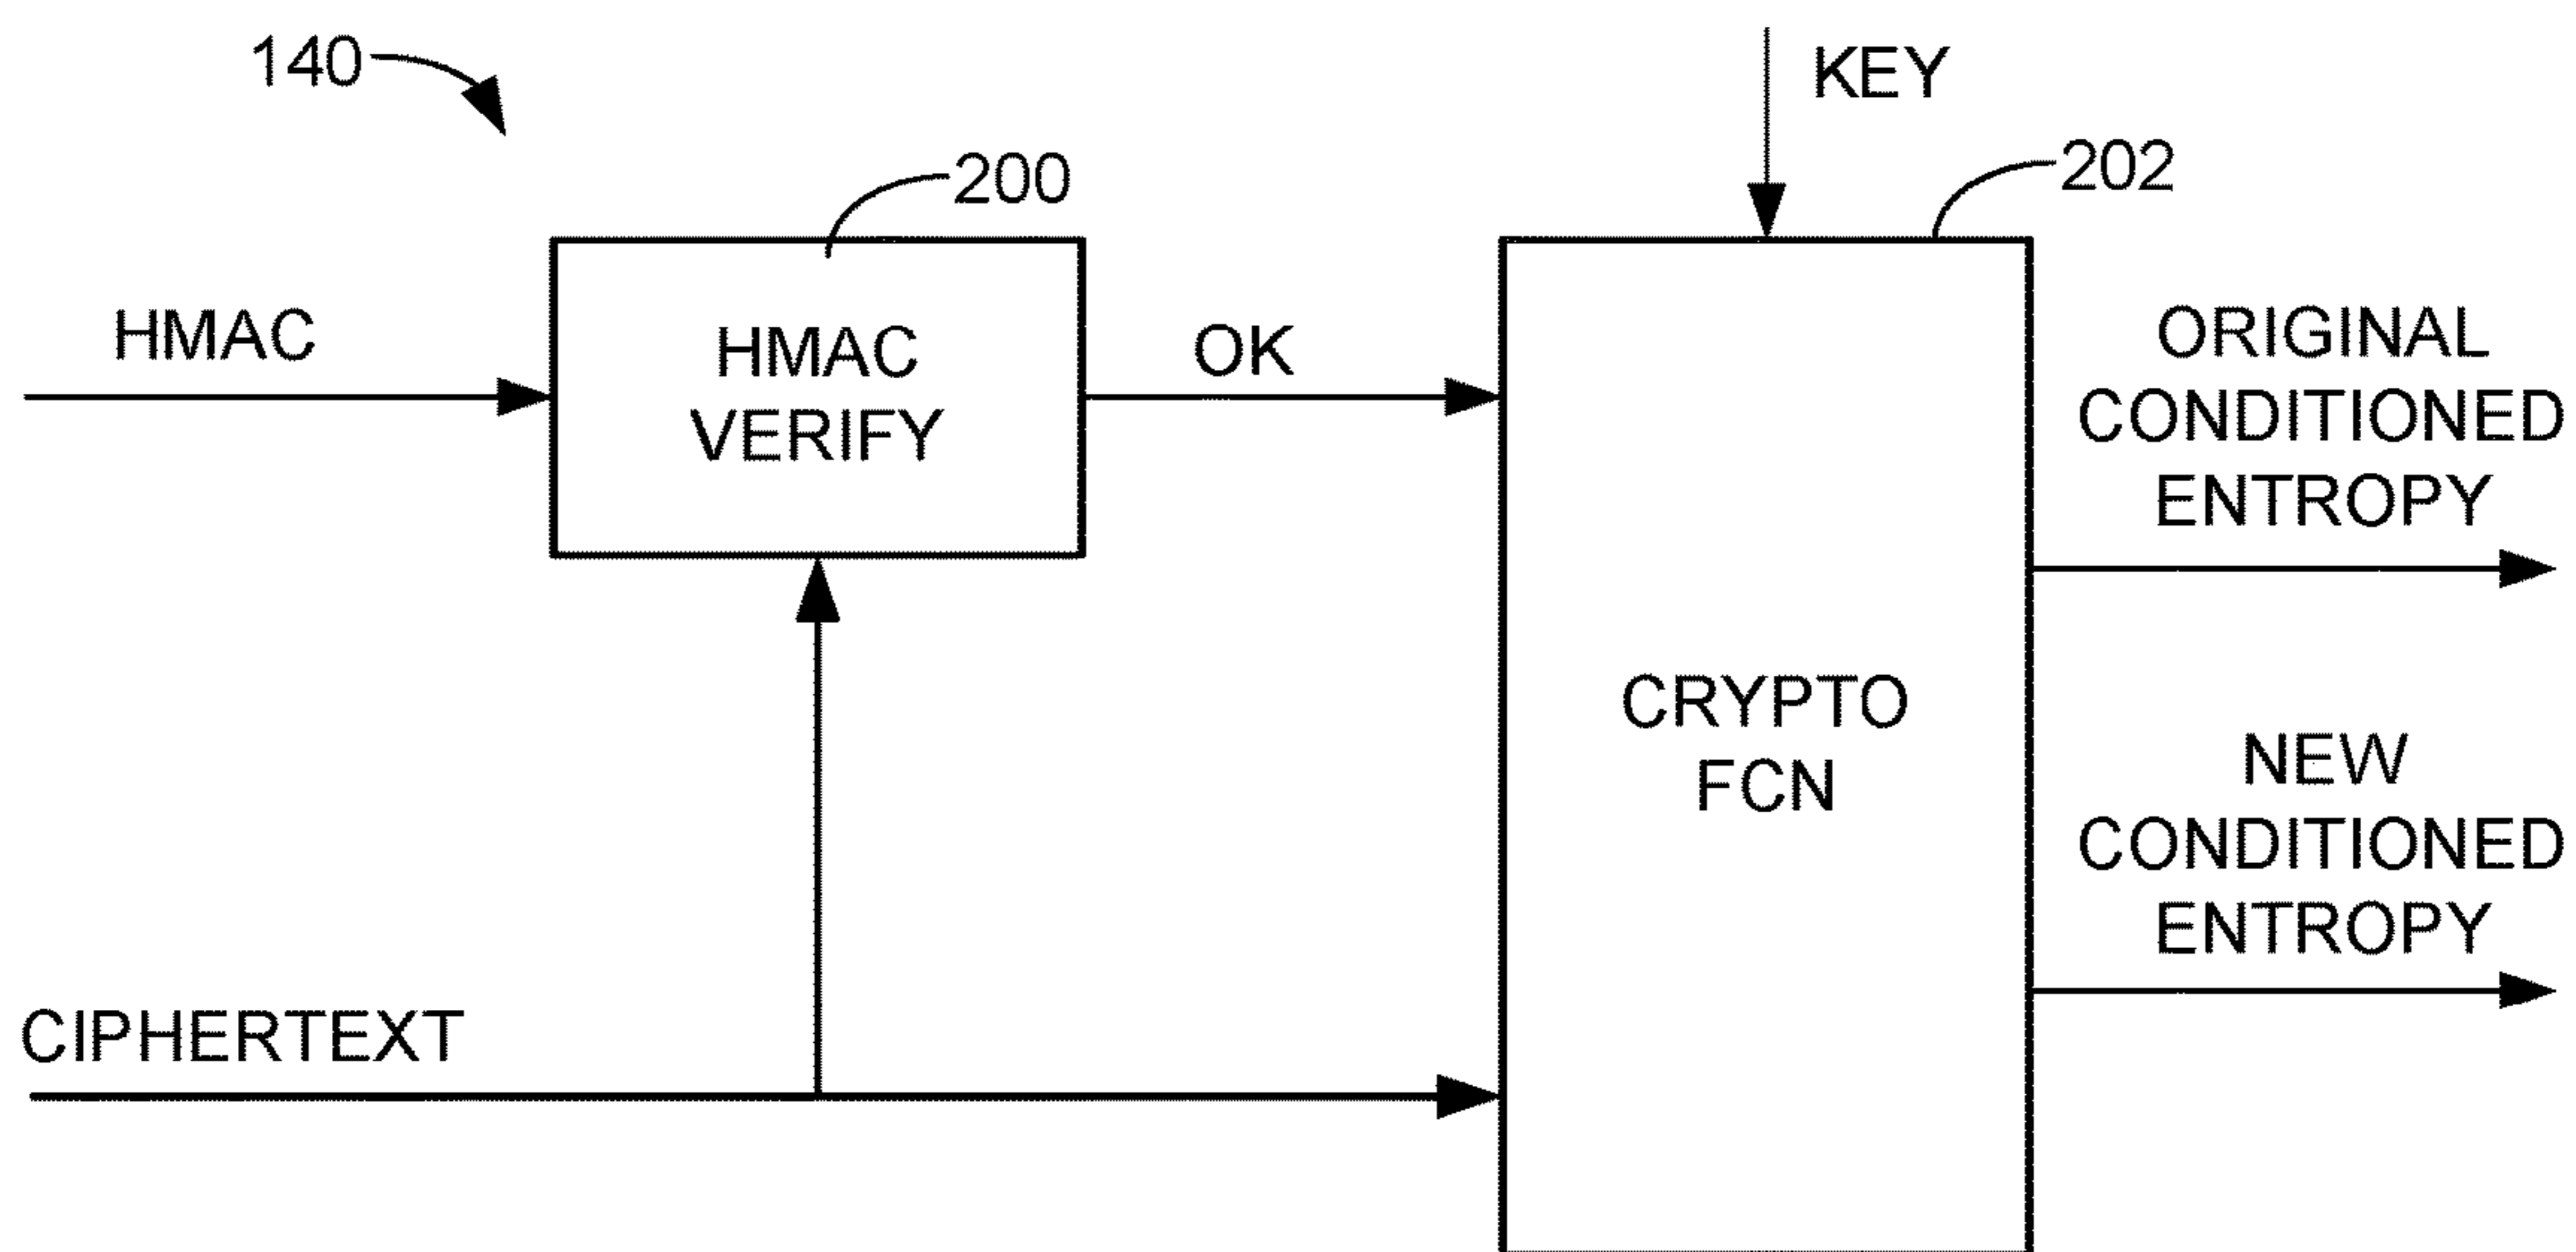 140
KEY
200
202
HMAC
HMAC
VERIFY
OK
ORIGINAL
CONDITIONED
ENTROPY
CRYPTO
FCN
NEW
CONDITIONED
ENTROPY
CIPHERTEXT